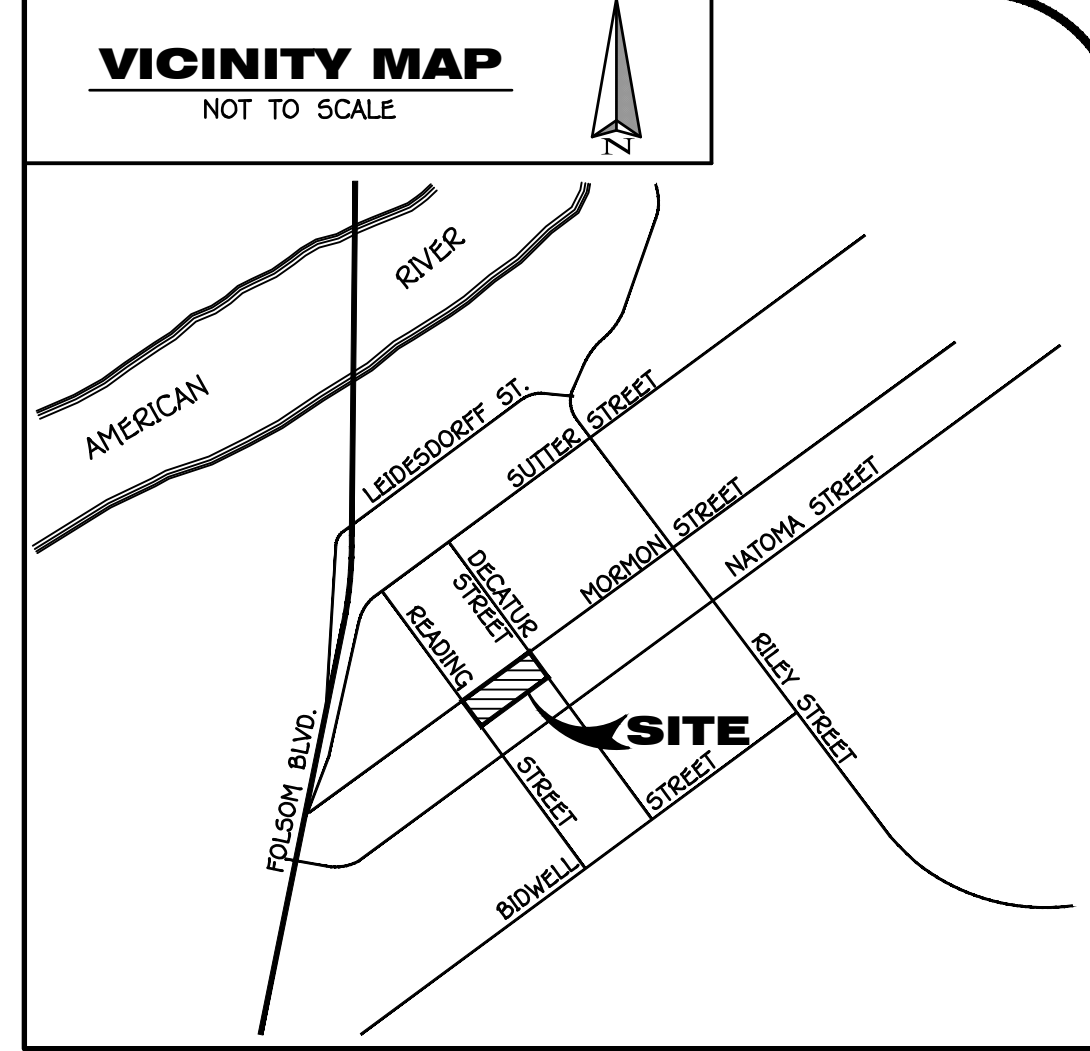 VICINITY MAP
NOT TO SCALE
N
RIVER
AMERICAN
LEIDESDORFF ST.
SUTTER STREET
MORMON STREET
NATOMA STREET
DECATUR
STREET
READING
STREET
RILEY STREET
SITE
FOLSOM BLVD.
BIDWELL STREET